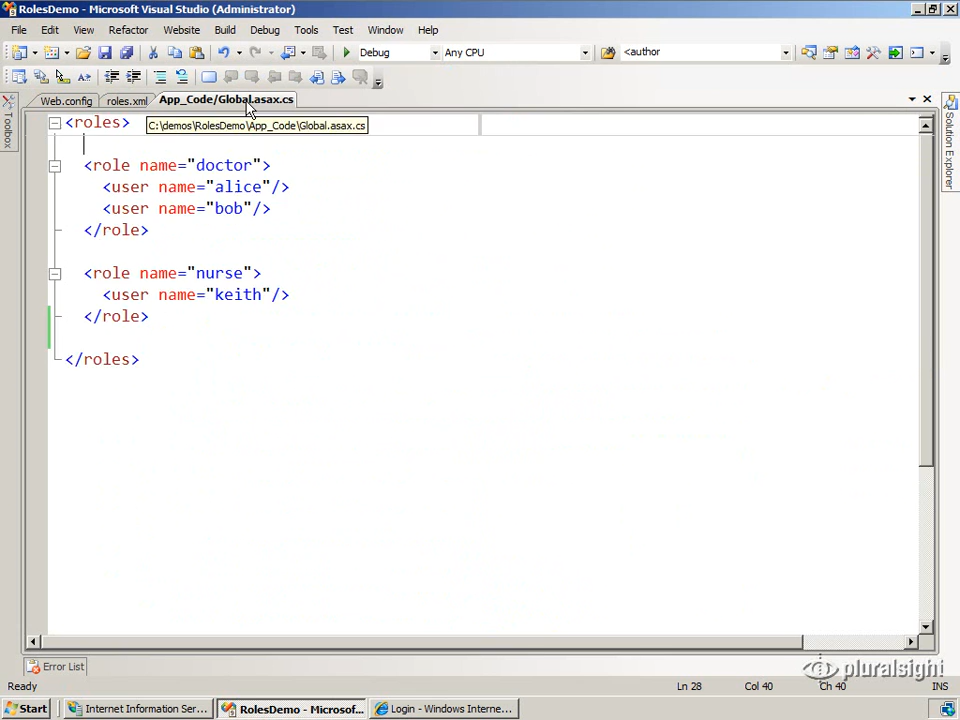 RolesDemo - Microsoft Visual Studio (Administrator)
File Edit View Refactor Website Build Debug Tools Test Window Help
Debug Any CPU <author
Web.config roles.xml App_Code/Global.asax.cs
C:\demos\RolesDemo\App_Code\Global.asax.cs
Toolbox
Solution Explorer
<roles>
<role name="doctor">
<user name="alice"/>
<user name="bob"/>
</role>
<role name="nurse">
<user name="keith"/>
</role>
</roles>
Error List
pluralsight
Ready Ln 28 Col 40 Ch 40 INS
Start Internet Information Ser... RolesDemo - Microsof... Login - Windows Interne...